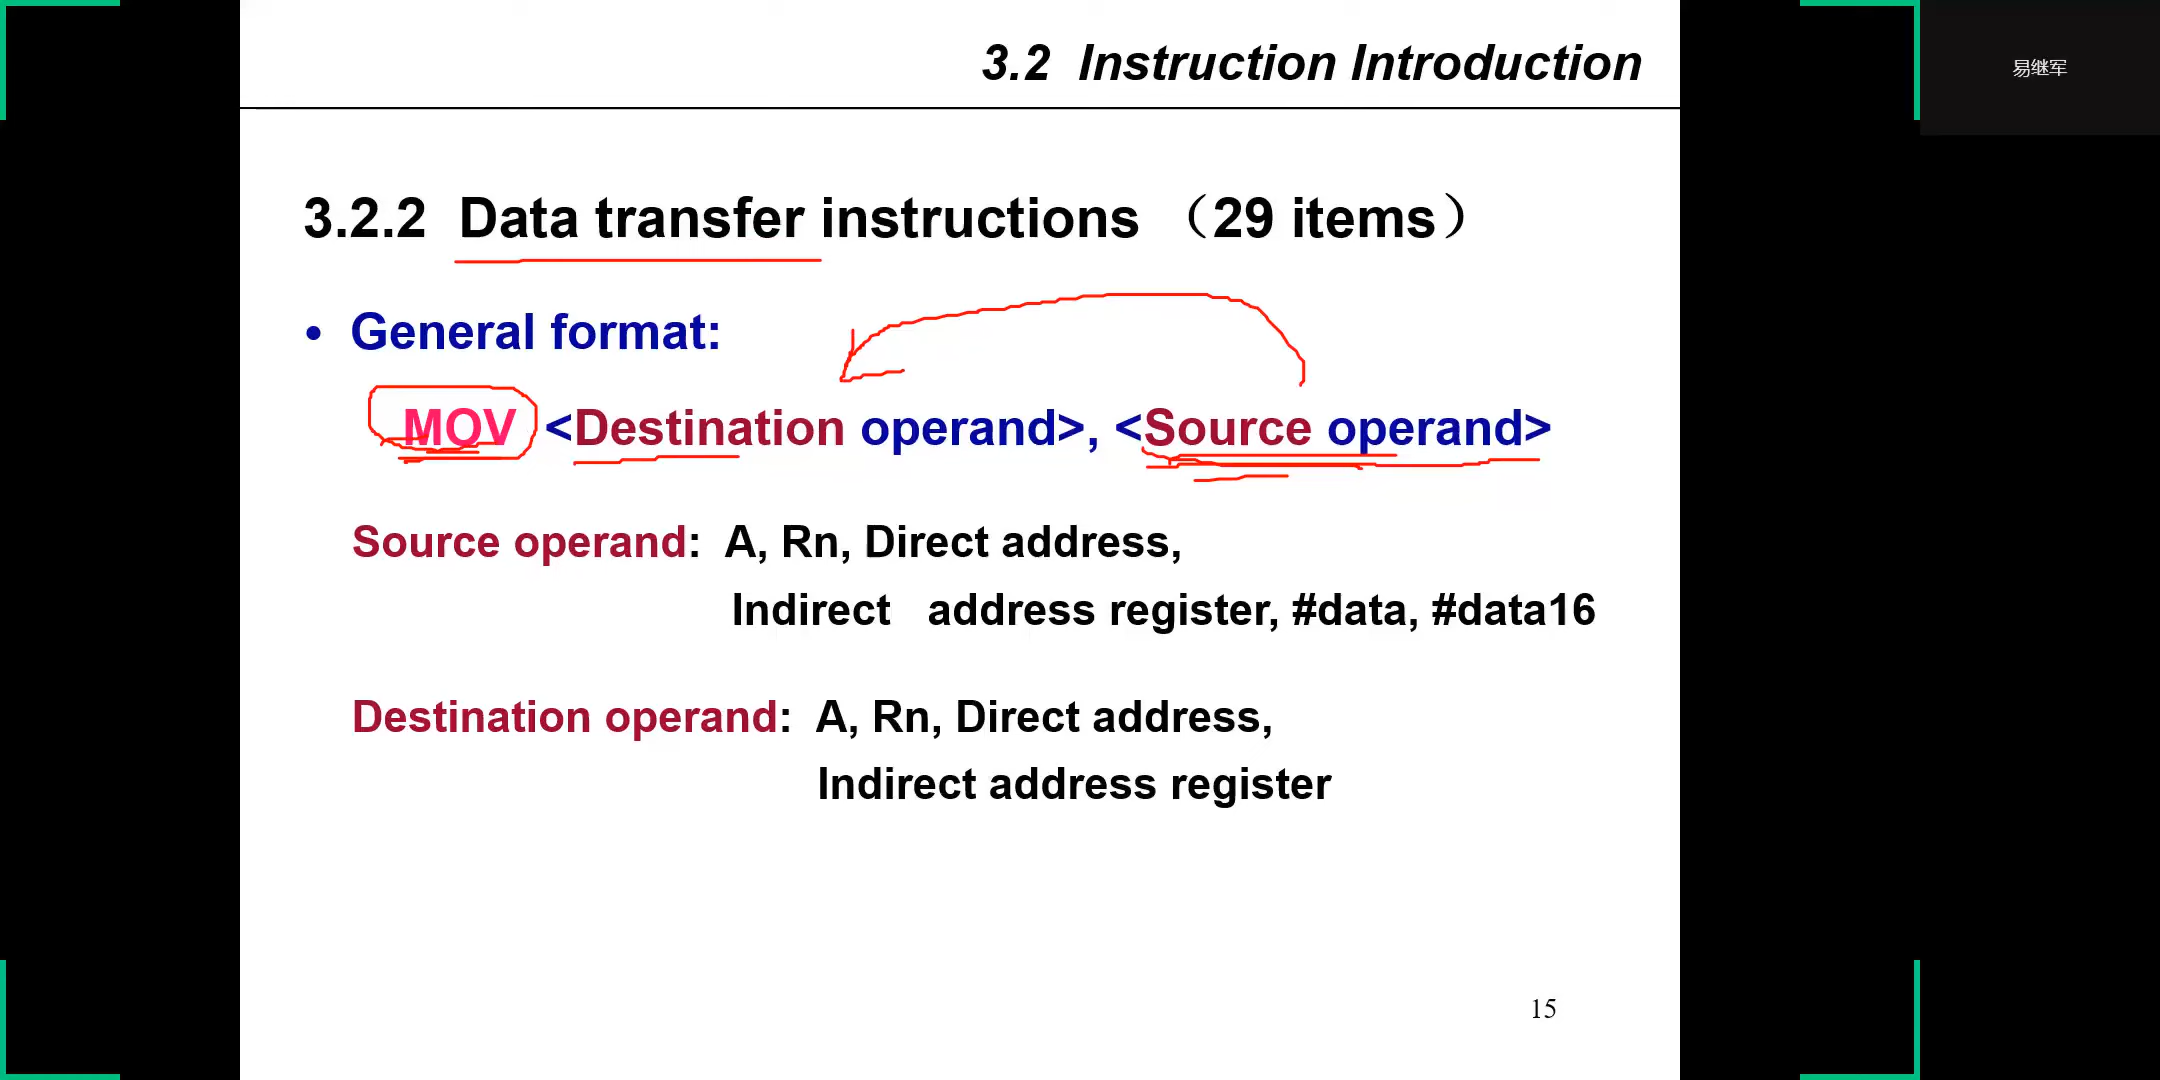 3.2 Instruction Introduction
易继军
3.2.2 Data transfer instructions （29 items）
• General format:
MOV <Destination operand>, <Source operand>
Source operand: A, Rn, Direct address,
Indirect address register, #data, #data16
Destination operand: A, Rn, Direct address,
Indirect address register
15